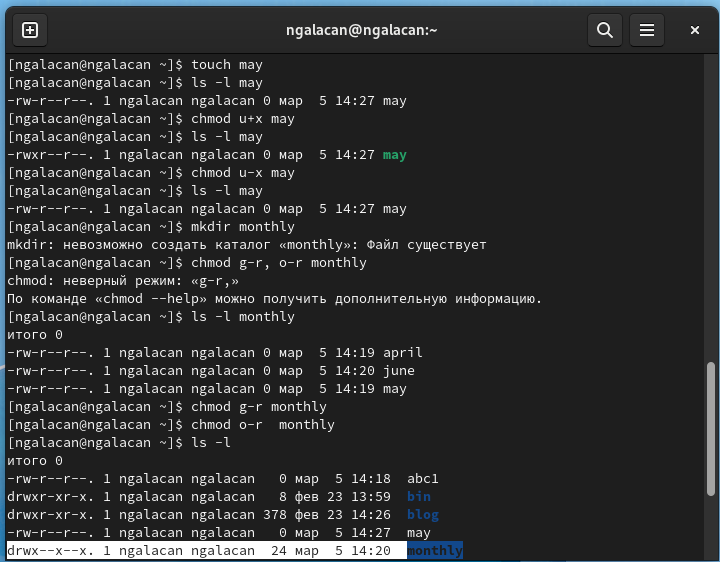 ngalacan@ngalacan:~
[ngalacan@ngalacan ~]$ touch may
[ngalacan@ngalacan ~]$ ls -l may
-rw-r--r--. 1 ngalacan ngalacan 0 мар  5 14:27 may
[ngalacan@ngalacan ~]$ chmod u+x may
[ngalacan@ngalacan ~]$ ls -l may
-rwxr--r--. 1 ngalacan ngalacan 0 мар  5 14:27 may
[ngalacan@ngalacan ~]$ chmod u-x may
[ngalacan@ngalacan ~]$ ls -l may
-rw-r--r--. 1 ngalacan ngalacan 0 мар  5 14:27 may
[ngalacan@ngalacan ~]$ mkdir monthly
mkdir: невозможно создать каталог «monthly»: Файл существует
[ngalacan@ngalacan ~]$ chmod g-r, o-r monthly
chmod: неверный режим: «g-r,»
По команде «chmod --help» можно получить дополнительную информацию.
[ngalacan@ngalacan ~]$ ls -l monthly
итого 0
-rw-r--r--. 1 ngalacan ngalacan 0 мар  5 14:19 april
-rw-r--r--. 1 ngalacan ngalacan 0 мар  5 14:20 june
-rw-r--r--. 1 ngalacan ngalacan 0 мар  5 14:19 may
[ngalacan@ngalacan ~]$ chmod g-r monthly
[ngalacan@ngalacan ~]$ chmod o-r  monthly
[ngalacan@ngalacan ~]$ ls -l
итого 0
-rw-r--r--. 1 ngalacan ngalacan   0 мар  5 14:18  abc1
drwxr-xr-x. 1 ngalacan ngalacan   8 фев 23 13:59  bin
drwxr-xr-x. 1 ngalacan ngalacan 378 фев 23 14:26  blog
-rw-r--r--. 1 ngalacan ngalacan   0 мар  5 14:27  may
drwx--x--x. 1 ngalacan ngalacan  24 мар  5 14:20  monthly